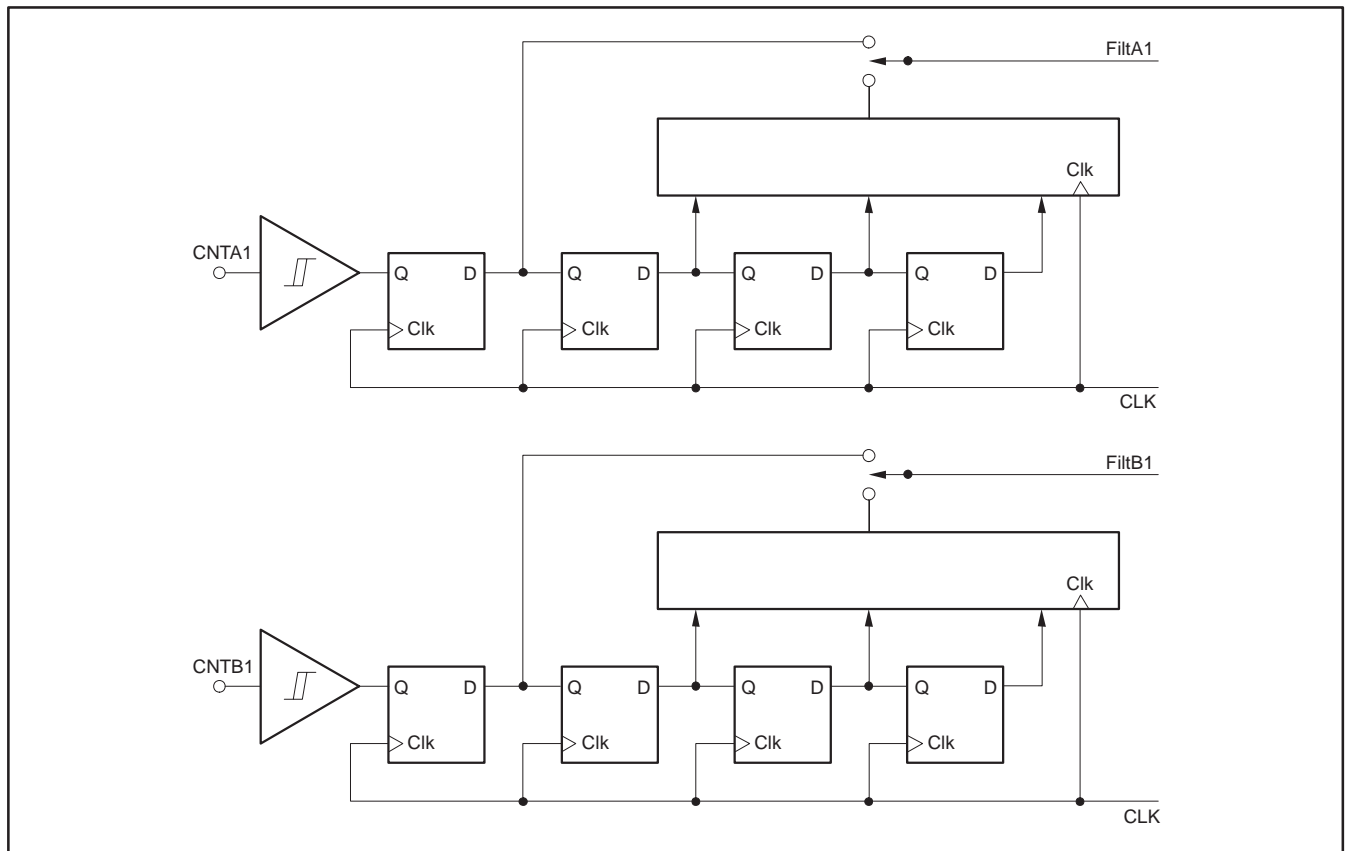 FiltA1
Clk
CNTA1
Q D Q D Q D Q D
Clk Clk Clk Clk
CLK
FiltB1
Clk
CNTB1
Q D Q D Q D Q D
Clk Clk Clk Clk
CLK